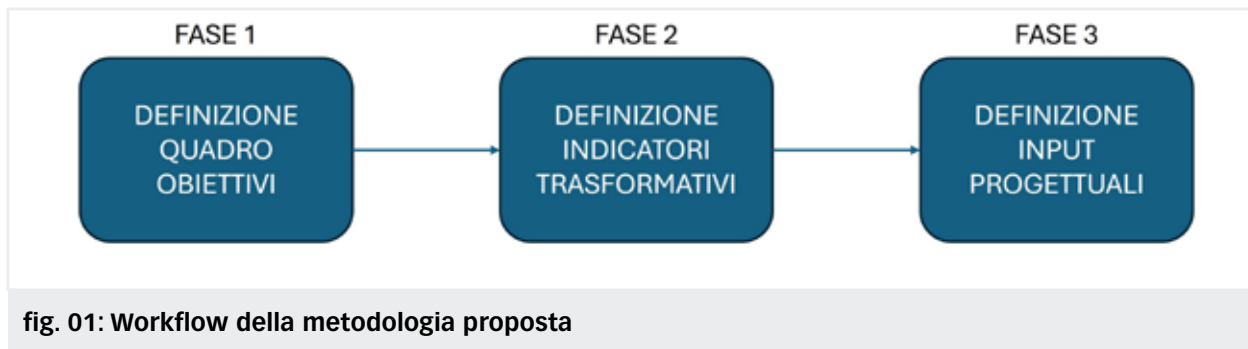 FASE 1
FASE 2
FASE 3
DEFINIZIONE
QUADRO
OBIETTIVI
DEFINIZIONE
INDICATORI
TRASFORMATIVI
DEFINIZIONE
INPUT
PROGETTUALI
fig. 01: Workflow della metodologia proposta